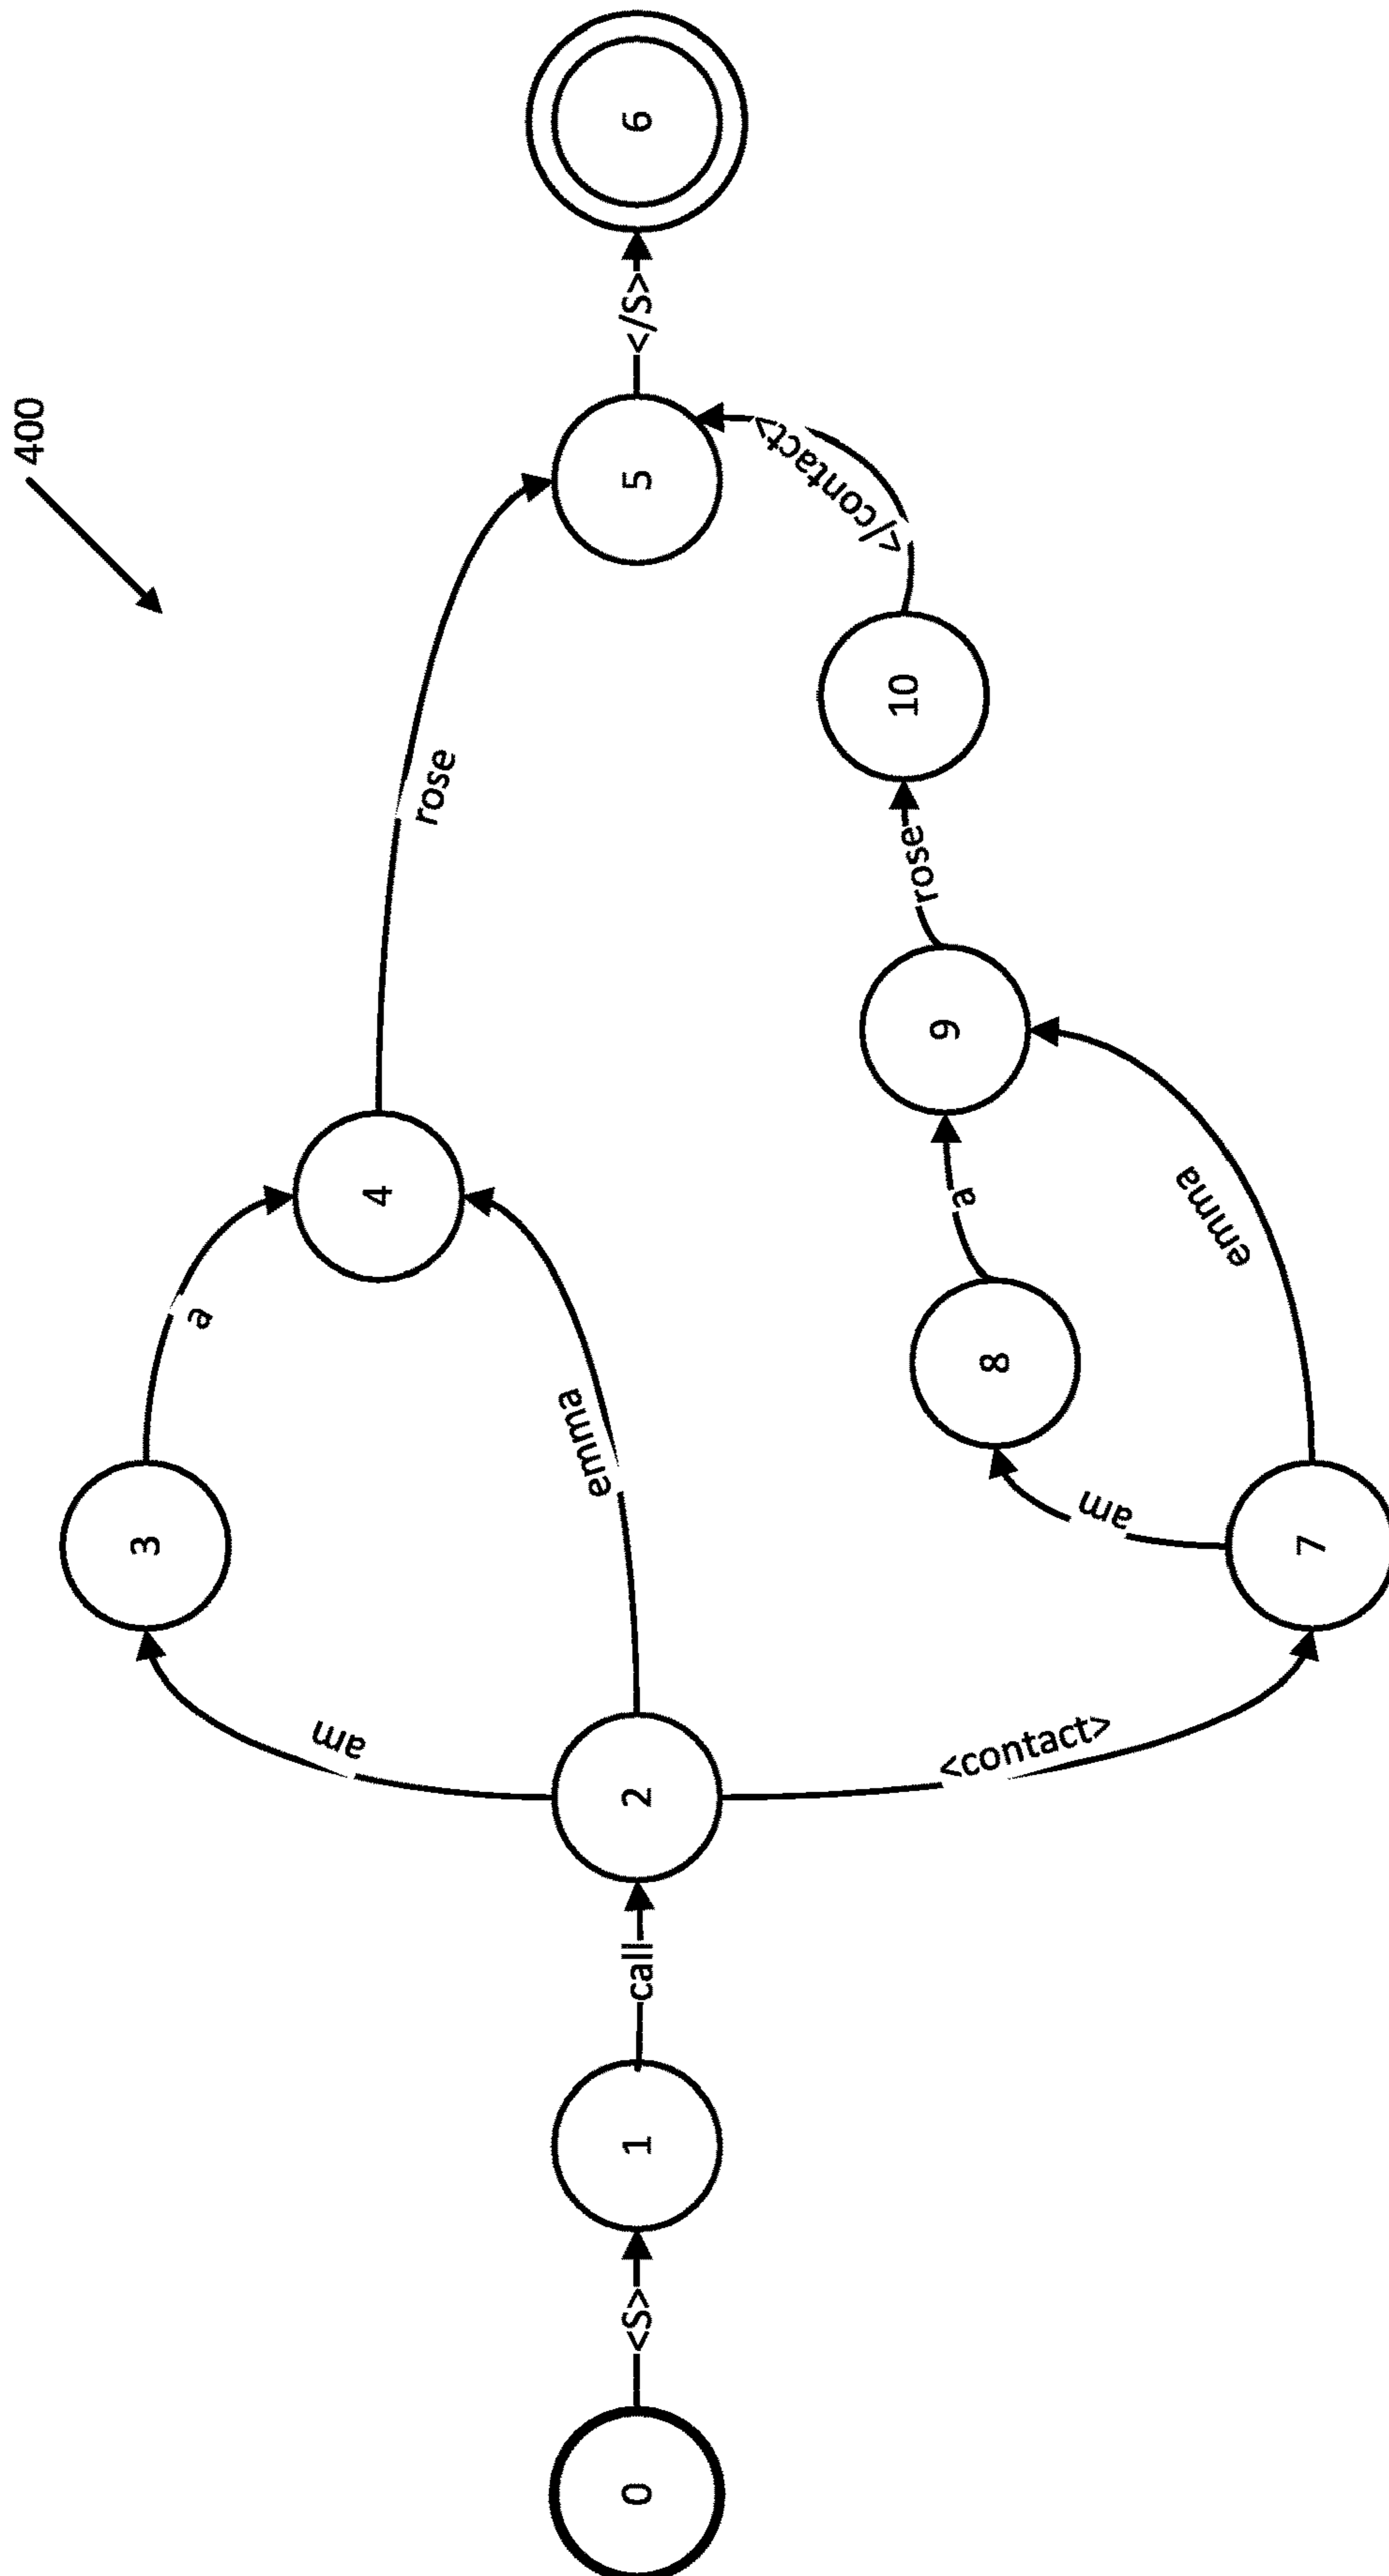 400
0
<S>
1
call
2
am
3
a
4
emma
rose
<contact>
7
am
8
a
emma
9
rose
10
</contact>
5
</S>
6